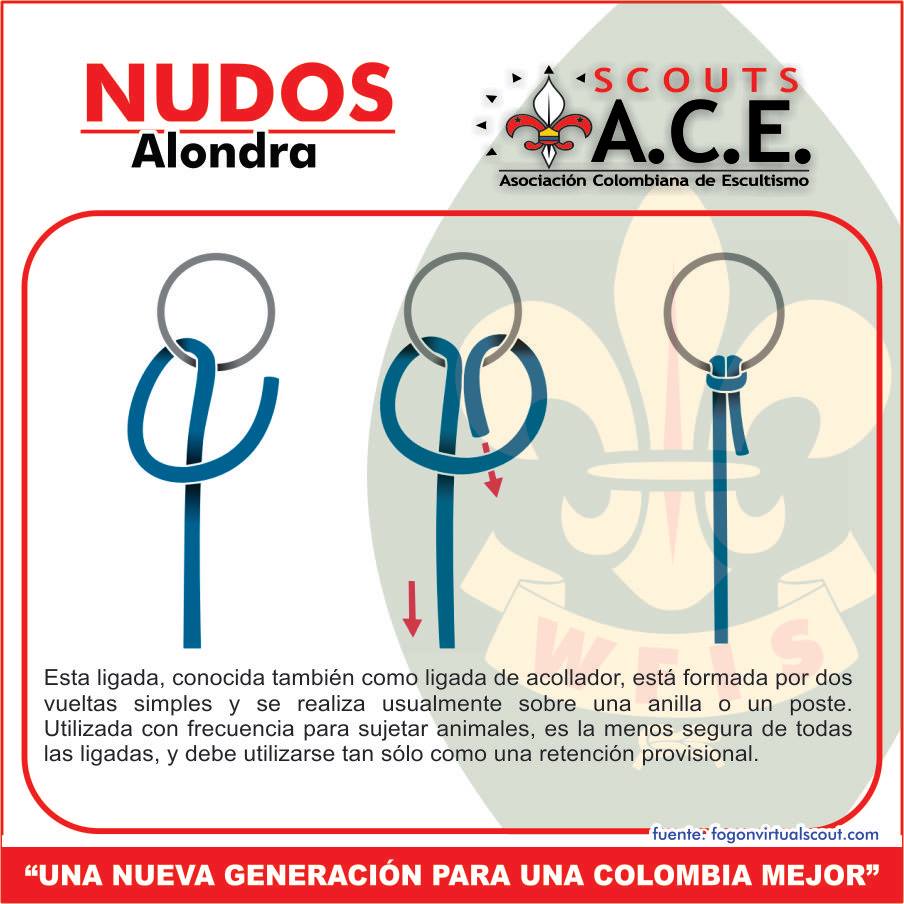 NUDOS
Alondra
SCOUTS
A.C.E.
Asociación Colombiana de Escultismo
WFIS
Esta ligada, conocida también como ligada de acollador, está formada por dos
vueltas simples y se realiza usualmente sobre una anilla o un poste.
Utilizada con frecuencia para sujetar animales, es la menos segura de todas
las ligadas, y debe utilizarse tan sólo como una retención provisional.
fuente: fogonvirtualscout.com
“UNA NUEVA GENERACIÓN PARA UNA COLOMBIA MEJOR”